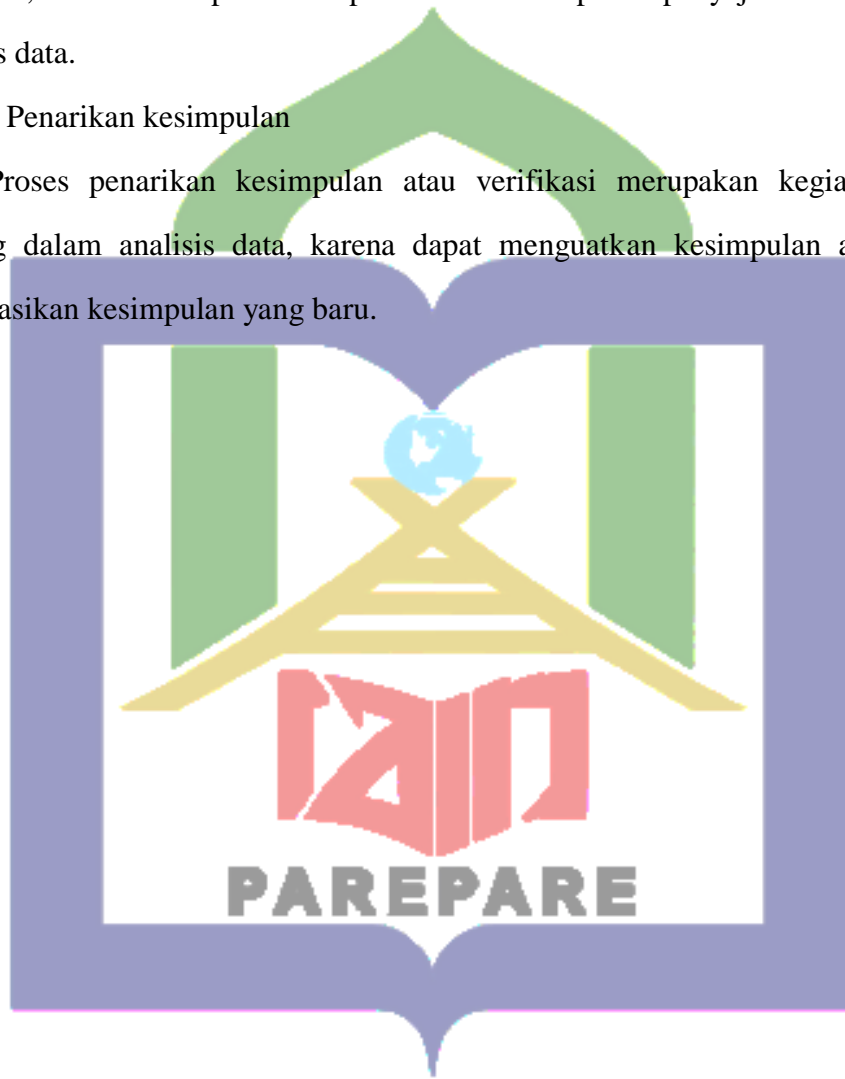 s data.
Penarikan kesimpulan
Proses penarikan kesimpulan atau verifikasi merupakan kegia
g dalam analisis data, karena dapat menguatkan kesimpulan a
asikan kesimpulan yang baru.
iain
PAREPARE